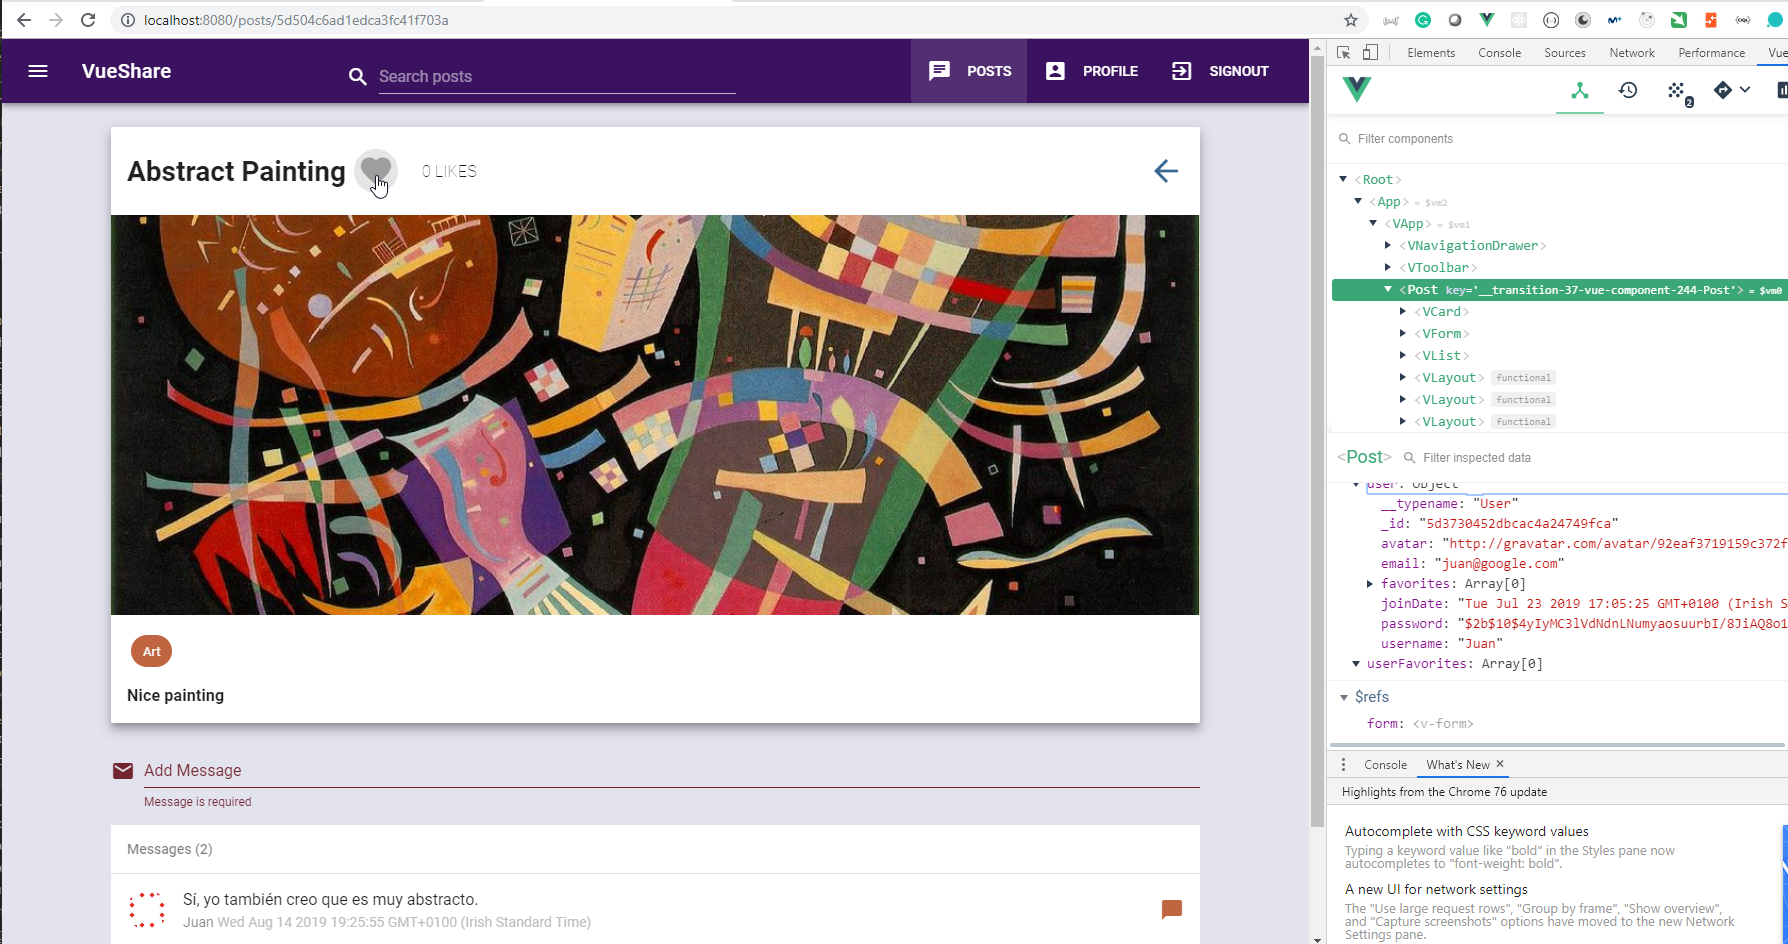 localhost:8080/posts/5d504c6ad1edca3fc41f703a
VueShare
Search posts
POSTS
PROFILE
SIGNOUT
Abstract Painting
0 LIKES
Art
Nice painting
Add Message
Message is required
Messages (2)
Sí, yo también creo que es muy abstracto.
Juan Wed Aug 14 2019 19:25:55 GMT+0100 (Irish Standard Time)
Elements Console Sources Network Performance Vue
2
Filter components
<Root>
<App> = $vm2
<VApp> = $vm1
<VNavigationDrawer>
<VToolbar>
<Post key='__transition-37-vue-component-244-Post'> = $vm0
<VCard>
<VForm>
<VList>
<VLayout> functional
<VLayout> functional
<VLayout> functional
<Post> Filter inspected data
user: Object
__typename: "User"
_id: "5d3730452dbcac4a24749fca"
avatar: "http://gravatar.com/avatar/92eaf3719159c372f
email: "juan@google.com"
favorites: Array[0]
joinDate: "Tue Jul 23 2019 17:05:25 GMT+0100 (Irish S
password: "$2b$10$4yIyMC3lVdNdnLNumyaosuurbI/8JiAQ8o1
username: "Juan"
userFavorites: Array[0]
$refs
form: <v-form>
Console What's New ×
Highlights from the Chrome 76 update
Autocomplete with CSS keyword values
Typing a keyword value like "bold" in the Styles pane now
autocompletes to "font-weight: bold".
A new UI for network settings
The "Use large request rows", "Group by frame", "Show overview",
and "Capture screenshots" options have moved to the new Network
Settings pane.